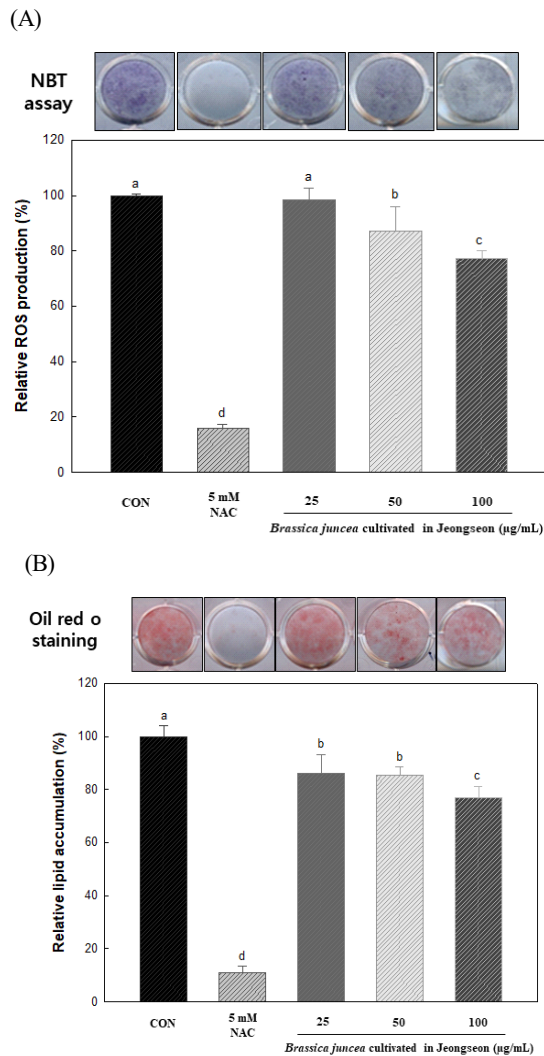 (A)
NBT
assay
120
a
a
100
b
c
80
60
40
d
20
0
Relative ROS production (%)
CON
5 mM
NAC
25
50
100
Brassica juncea cultivated in Jeongseon (μg/mL)
(B)
Oil red o
staining
120
a
100
b
b
c
80
60
40
d
20
0
Relative lipid accumulation (%)
CON
5 mM
NAC
25
50
100
Brassica juncea cultivated in Jeongseon (μg/mL)